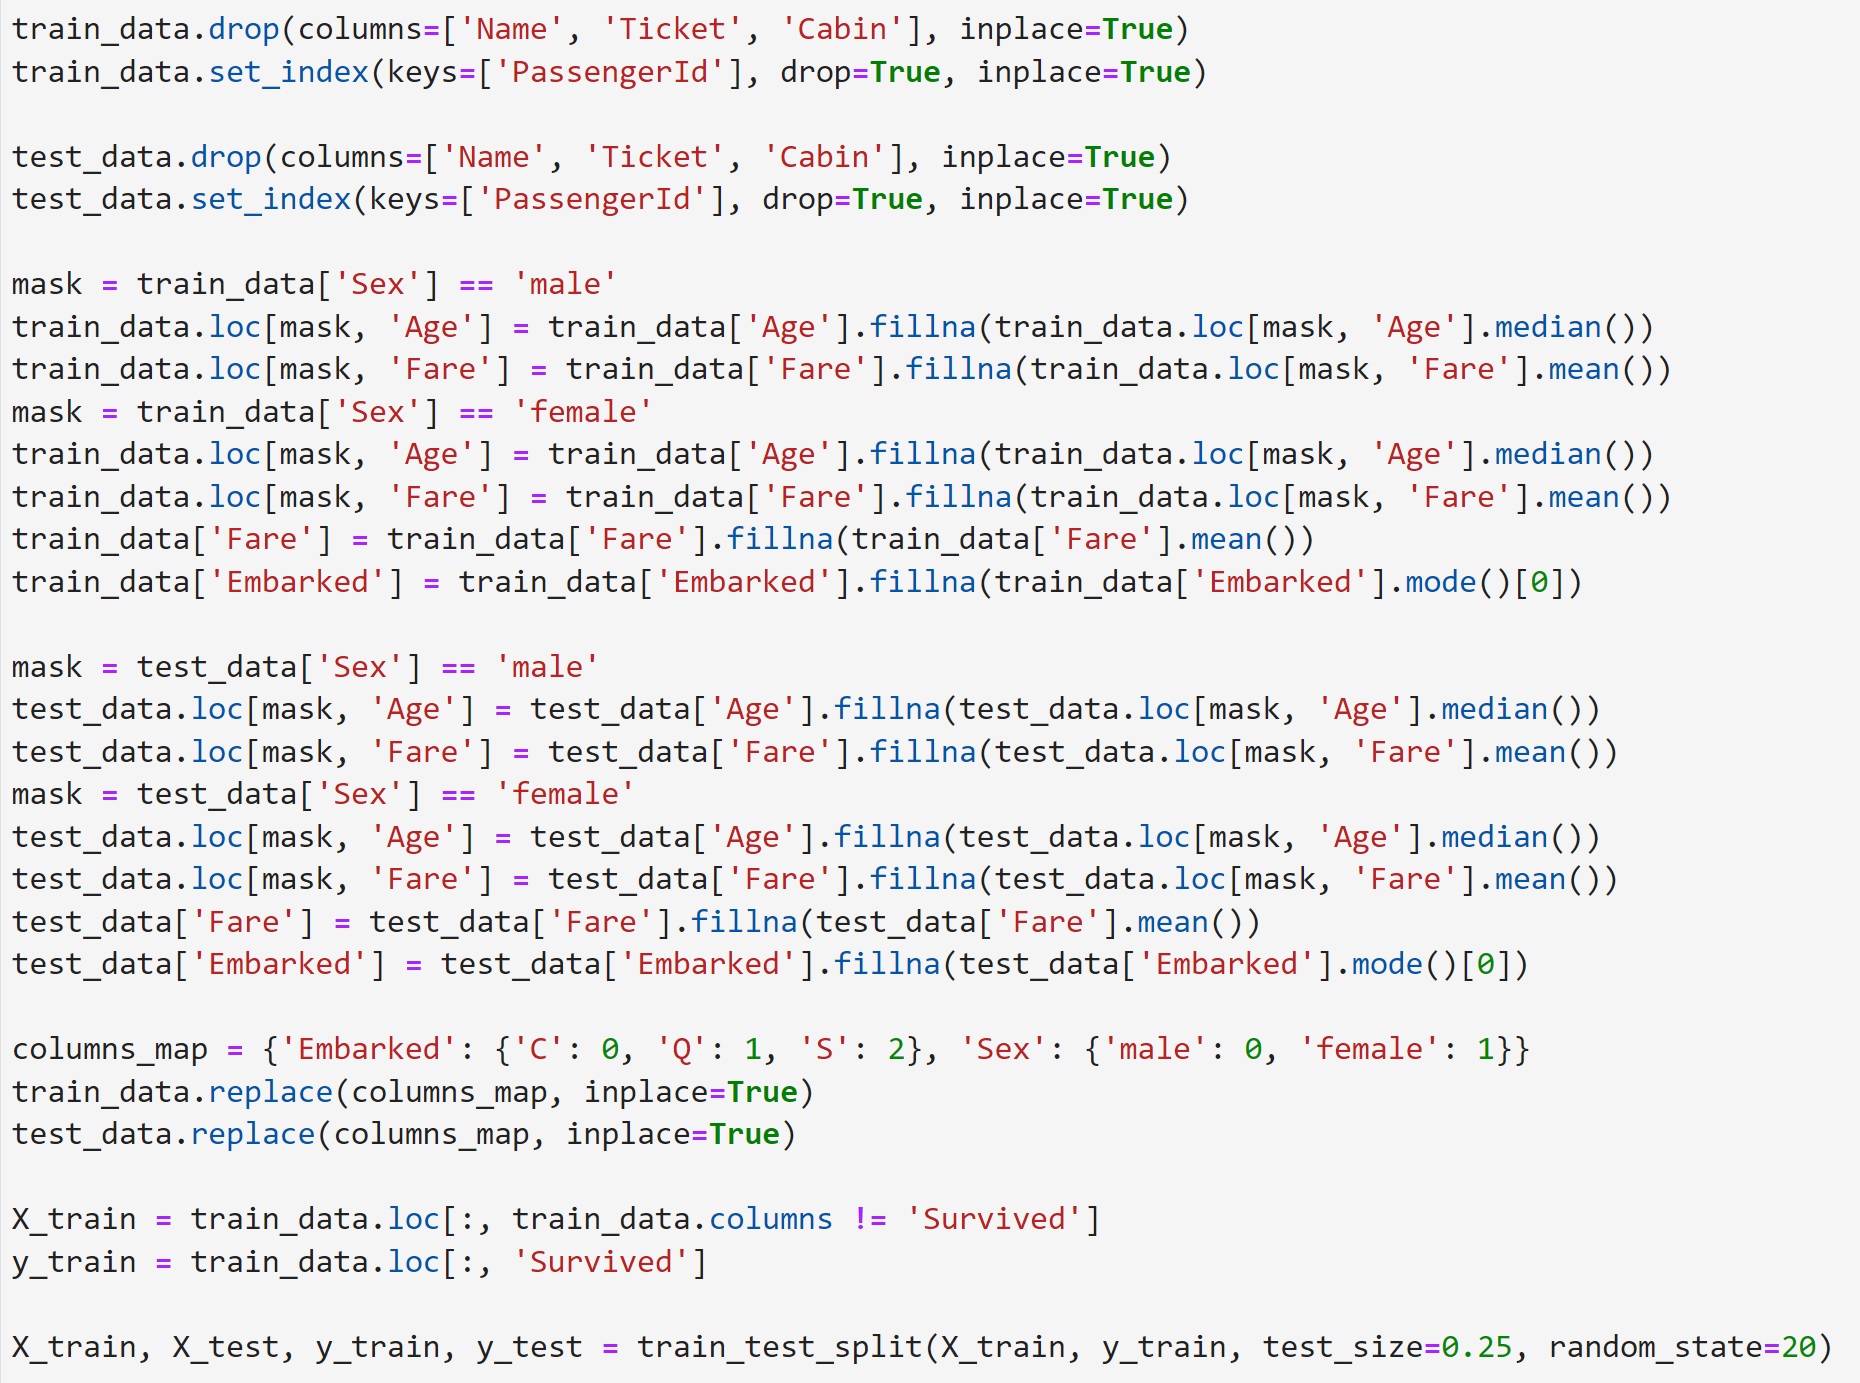 train_data.drop(columns=['Name', 'Ticket', 'Cabin'], inplace=True)
train_data.set_index(keys=['PassengerId'], drop=True, inplace=True)
test_data.drop(columns=['Name', 'Ticket', 'Cabin'], inplace=True)
test_data.set_index(keys=['PassengerId'], drop=True, inplace=True)
mask = train_data['Sex'] == 'male'
train_data.loc[mask, 'Age'] = train_data['Age'].fillna(train_data.loc[mask, 'Age'].median())
train_data.loc[mask, 'Fare'] = train_data['Fare'].fillna(train_data.loc[mask, 'Fare'].mean())
mask = train_data['Sex'] == 'female'
train_data.loc[mask, 'Age'] = train_data['Age'].fillna(train_data.loc[mask, 'Age'].median())
train_data.loc[mask, 'Fare'] = train_data['Fare'].fillna(train_data.loc[mask, 'Fare'].mean())
train_data['Fare'] = train_data['Fare'].fillna(train_data['Fare'].mean())
train_data['Embarked'] = train_data['Embarked'].fillna(train_data['Embarked'].mode()[0])
mask = test_data['Sex'] == 'male'
test_data.loc[mask, 'Age'] = test_data['Age'].fillna(test_data.loc[mask, 'Age'].median())
test_data.loc[mask, 'Fare'] = test_data['Fare'].fillna(test_data.loc[mask, 'Fare'].mean())
mask = test_data['Sex'] == 'female'
test_data.loc[mask, 'Age'] = test_data['Age'].fillna(test_data.loc[mask, 'Age'].median())
test_data.loc[mask, 'Fare'] = test_data['Fare'].fillna(test_data.loc[mask, 'Fare'].mean())
test_data['Fare'] = test_data['Fare'].fillna(test_data['Fare'].mean())
test_data['Embarked'] = test_data['Embarked'].fillna(test_data['Embarked'].mode()[0])
columns_map = {'Embarked': {'C': 0, 'Q': 1, 'S': 2}, 'Sex': {'male': 0, 'female': 1}}
train_data.replace(columns_map, inplace=True)
test_data.replace(columns_map, inplace=True)
X_train = train_data.loc[:, train_data.columns != 'Survived']
y_train = train_data.loc[:, 'Survived']
X_train, X_test, y_train, y_test = train_test_split(X_train, y_train, test_size=0.25, random_state=20)